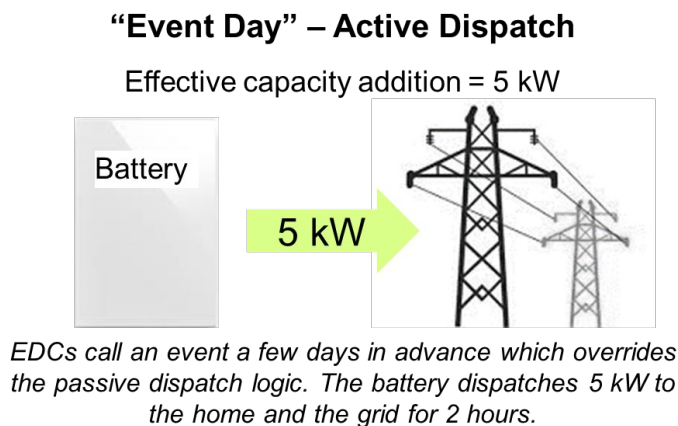 “Event Day” – Active Dispatch
Effective capacity addition = 5 kW
Battery
5 kW
EDCs call an event a few days in advance which overrides
the passive dispatch logic. The battery dispatches 5 kW to
the home and the grid for 2 hours.